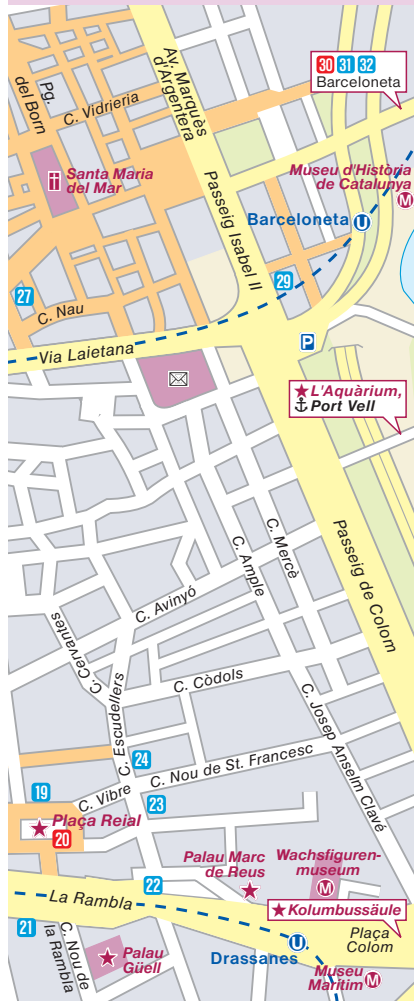 Pg.
del Born
C. Vidrieria
Av. Marquès
d'Argentera
30 31 32
Barceloneta
Santa Maria
del Mar
Museu d'Història
de Catalunya
M
Passeig Isabel II
Barceloneta U
27
29
C. Nau
P
Via Laietana
L'Aquàrium,
Port Vell
C. Mercè
C. Ample
Passeig de Colom
C. Avinyó
C. Cervantes
C. Còdols
C. Escudellers
C. Josep Anselm Clavé
24
C. Nou de St. Francesc
19
C. Vibre
23
Plaça Reial
20
Palau Marc
de Reus
Wachsfiguren-
museum
M
22
La Rambla
Kolumbussäule
21
C. Nou de
la Rambla
Plaça
Colom
Palau
Güell
U
Drassanes
Museu
Marítim M